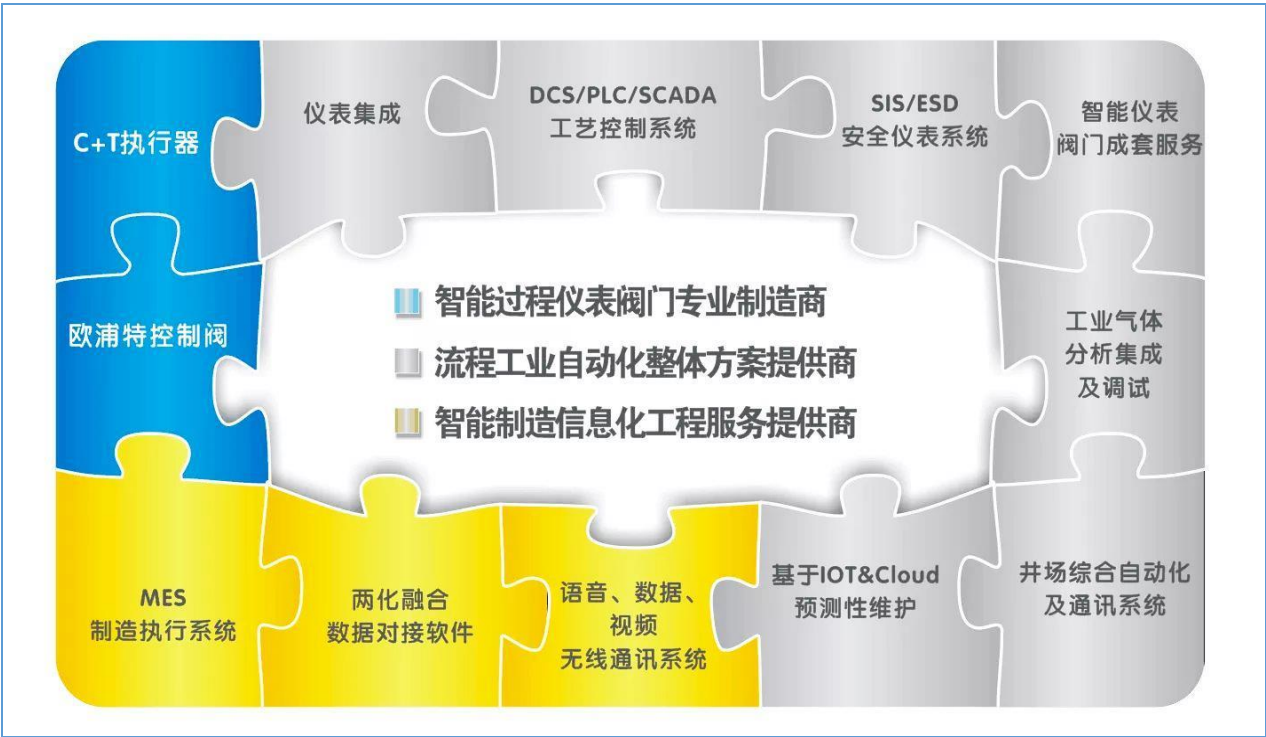 C+T执行器
仪表集成
DCS/PLC/SCADA
工艺控制系统
SIS/ESD
安全仪表系统
智能仪表
阀门成套服务
欧浦特控制阀
智能过程仪表阀门专业制造商
流程工业自动化整体方案提供商
智能制造信息化工程服务提供商
工业气体
分析集成
及调试
MES
制造执行系统
两化融合
数据对接软件
语音、数据、
视频
无线通讯系统
基于IOT&Cloud
预测性维护
井场综合自动化
及通讯系统